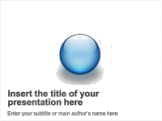 Insert the title of your
presentation here
Enter your subtitle or main author's name here